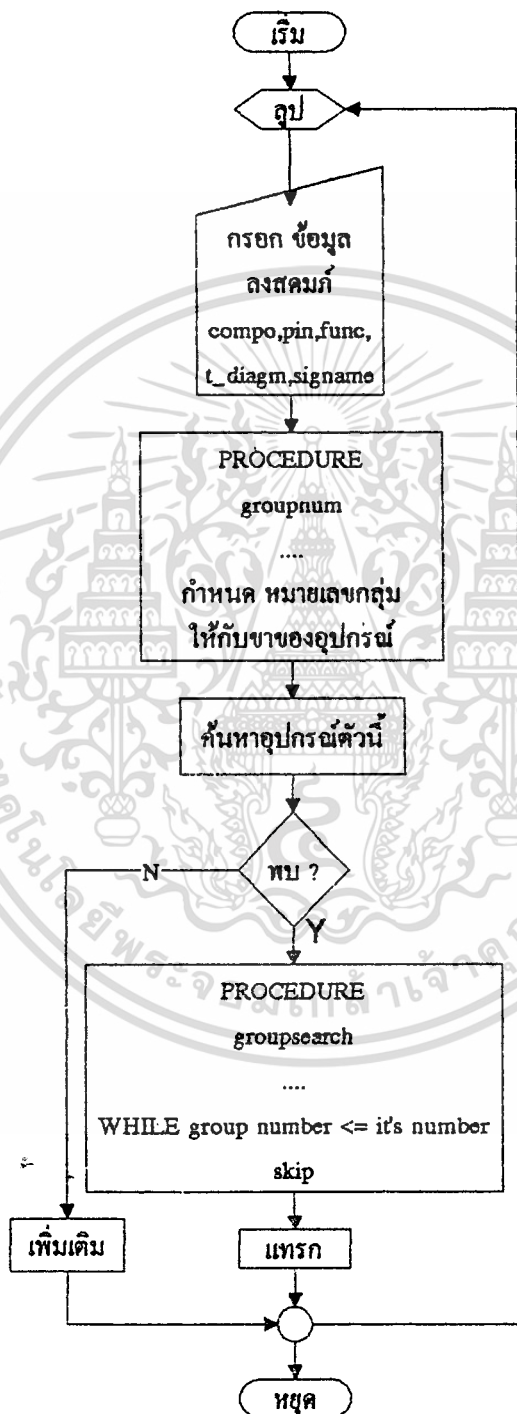 เริ่ม
ลูป
กรอก ข้อมูล
ลงสดมภ์
compo,pin,func,
t_diagm,signame
PROCEDURE
groupnum
....
กำหนด หมายเลขกลุ่ม
ให้กับขาของอุปกรณ์
ค้นหาอุปกรณ์ตัวนี้
พบ ?
N
Y
PROCEDURE
groupsearch
....
WHILE group number <= it's number
skip
เพิ่มเติม
แทรก
หยุด